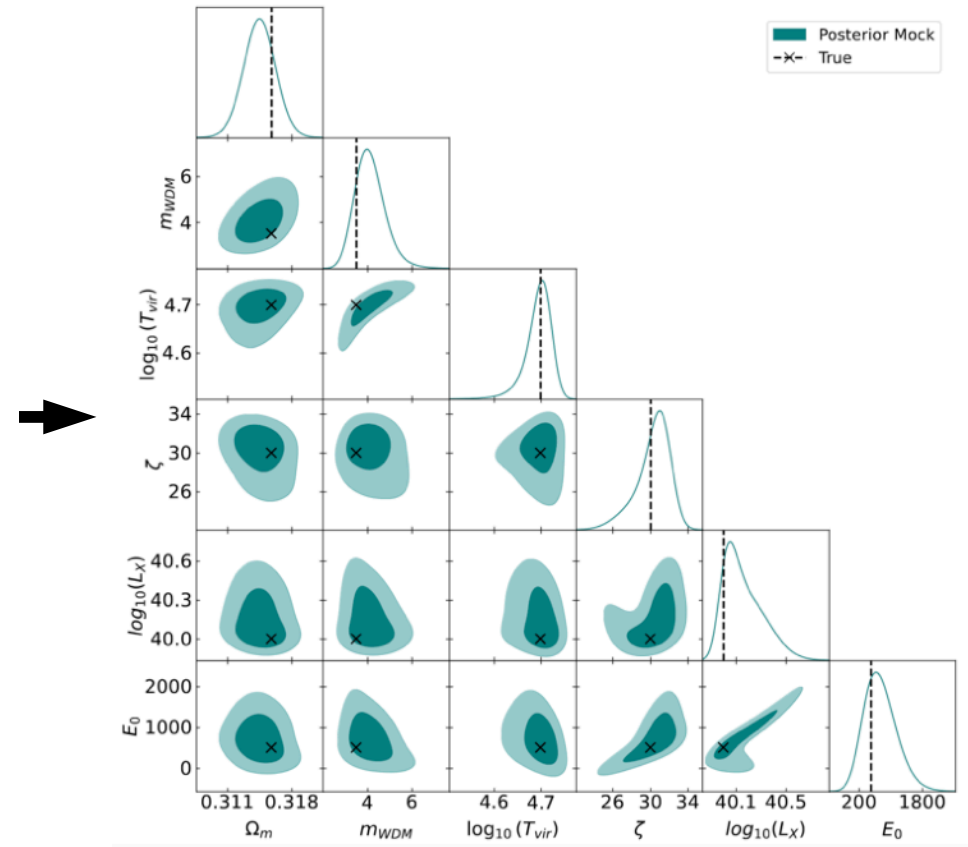 Posterior Mock
True
6
4
m_WDM
4.7
4.6
log₁₀(T_vir)
34
30
26
ζ
40.6
40.3
40.0
log₁₀(L_X)
2000
1000
0
E₀
0.311 0.318 4 6 4.6 4.7 26 30 34 40.1 40.5 200 1800
Ω_m m_WDM log₁₀(T_vir) ζ log₁₀(L_X) E₀